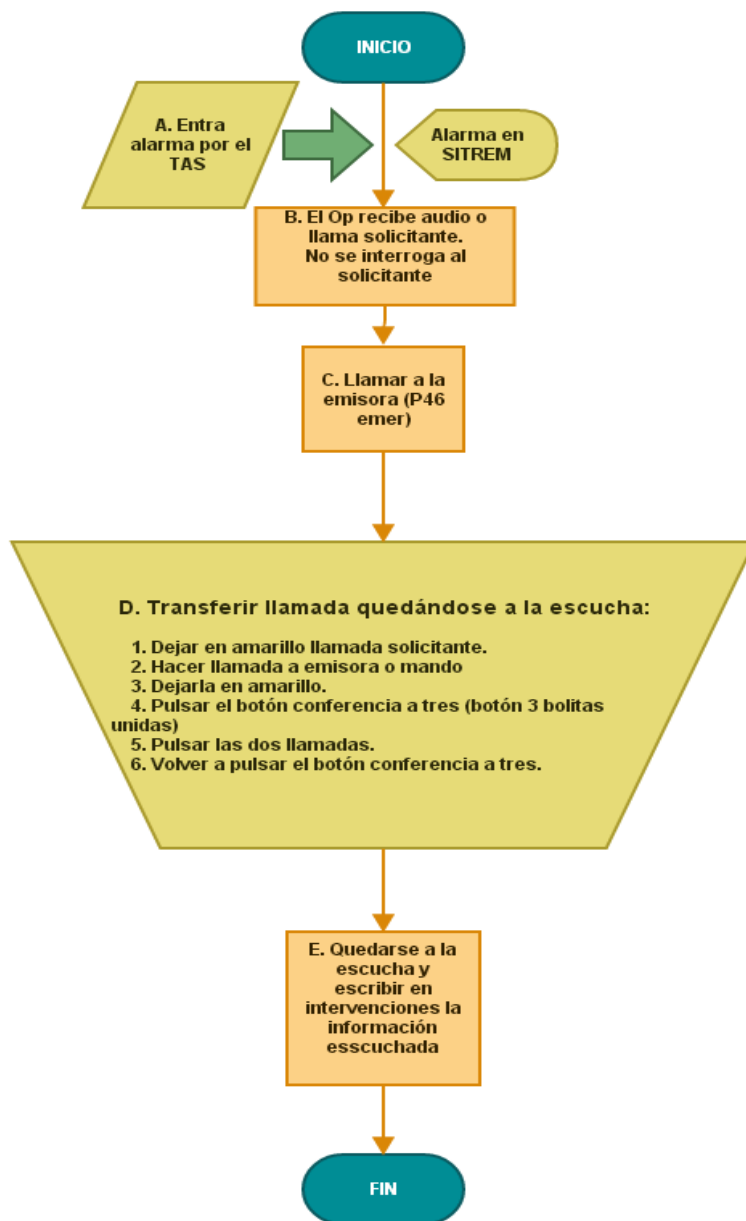 INICIO
A. Entra
alarma por el
TAS
Alarma en
SITREM
B. El Op recibe audio o
llama solicitante.
No se interroga al
solicitante
C. Llamar a la
emisora (P46
emer)
D. Transferir llamada quedándose a la escucha:
1. Dejar en amarillo llamada solicitante.
2. Hacer llamada a emisora o mando
3. Dejarla en amarillo.
4. Pulsar el botón conferencia a tres (botón 3 bolitas
unidas)
5. Pulsar las dos llamadas.
6. Volver a pulsar el botón conferencia a tres.
E. Quedarse a la
escucha y
escribir en
intervenciones la
información
esscuchada
FIN